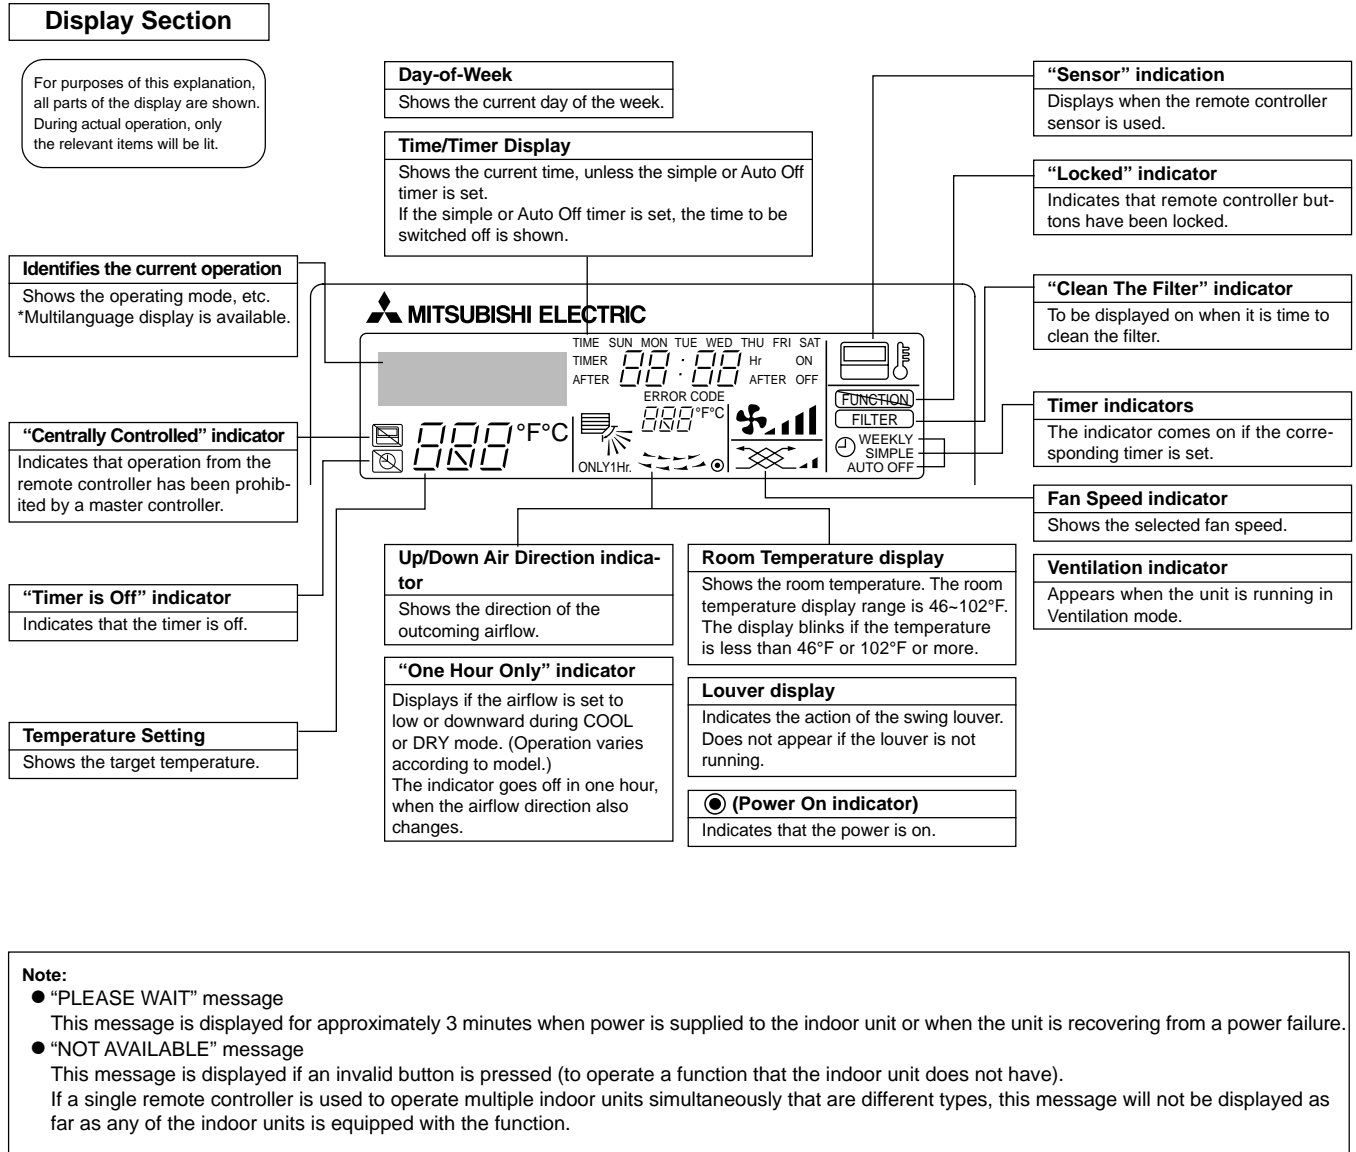 Display Section
For purposes of this explanation,
all parts of the display are shown.
During actual operation, only
the relevant items will be lit.
Day-of-Week
Shows the current day of the week.
Time/Timer Display
Shows the current time, unless the simple or Auto Off
timer is set.
If the simple or Auto Off timer is set, the time to be
switched off is shown.
“Sensor” indication
Displays when the remote controller
sensor is used.
“Locked” indicator
Indicates that remote controller but-
tons have been locked.
Identifies the current operation
Shows the operating mode, etc.
*Multilanguage display is available.
“Clean The Filter” indicator
To be displayed on when it is time to
clean the filter.
MITSUBISHI ELECTRIC
TIME SUN MON TUE WED THU FRI SAT
TIMER 88:88 Hr ON
AFTER AFTER OFF
ERROR CODE
888 °F°C
FUNCTION
FILTER
WEEKLY
SIMPLE
AUTO OFF
888 °F°C
ONLY1Hr.
“Centrally Controlled” indicator
Indicates that operation from the
remote controller has been prohib-
ited by a master controller.
Timer indicators
The indicator comes on if the corre-
sponding timer is set.
Fan Speed indicator
Shows the selected fan speed.
Ventilation indicator
Appears when the unit is running in
Ventilation mode.
“Timer is Off” indicator
Indicates that the timer is off.
Up/Down Air Direction indica-
tor
Shows the direction of the
outcoming airflow.
Room Temperature display
Shows the room temperature. The room
temperature display range is 46~102°F.
The display blinks if the temperature
is less than 46°F or 102°F or more.
“One Hour Only” indicator
Displays if the airflow is set to
low or downward during COOL
or DRY mode. (Operation varies
according to model.)
The indicator goes off in one hour,
when the airflow direction also
changes.
Louver display
Indicates the action of the swing louver.
Does not appear if the louver is not
running.
Temperature Setting
Shows the target temperature.
(Power On indicator)
Indicates that the power is on.
Note:
● “PLEASE WAIT” message
This message is displayed for approximately 3 minutes when power is supplied to the indoor unit or when the unit is recovering from a power failure.
● “NOT AVAILABLE” message
This message is displayed if an invalid button is pressed (to operate a function that the indoor unit does not have).
If a single remote controller is used to operate multiple indoor units simultaneously that are different types, this message will not be displayed as
far as any of the indoor units is equipped with the function.